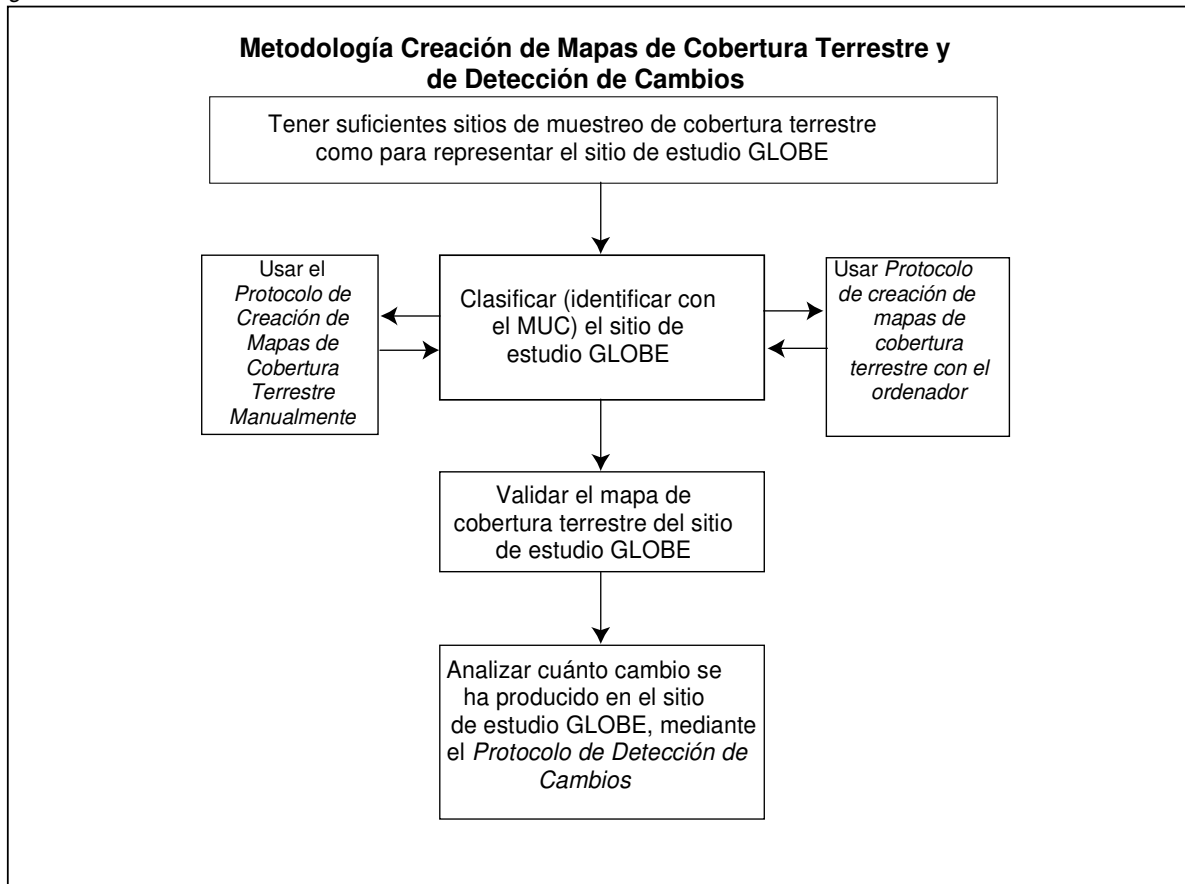 Metodología Creación de Mapas de Cobertura Terrestre y
de Detección de Cambios
Tener suficientes sitios de muestreo de cobertura terrestre
como para representar el sitio de estudio GLOBE
Usar el
Protocolo de
Creación de
Mapas de
Cobertura
Terrestre
Manualmente
Clasificar (identificar con
el MUC) el sitio de
estudio GLOBE
Usar Protocolo
de creación de
mapas de
cobertura
terrestre con el
ordenador
Validar el mapa de
cobertura terrestre del sitio
de estudio GLOBE
Analizar cuánto cambio se
ha producido en el sitio
de estudio GLOBE, mediante
el Protocolo de Detección de
Cambios